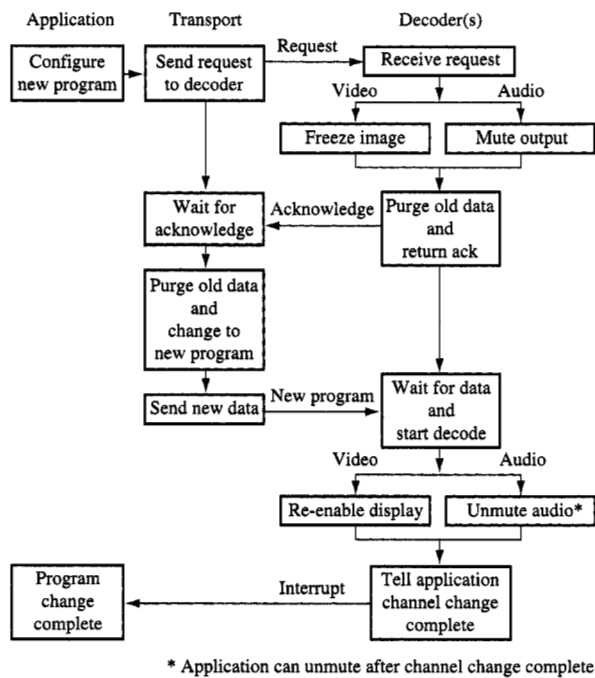 Application
Transport
Decoder(s)
Configure
new program
Send request
to decoder
Request
Receive request
Video
Audio
Freeze image
Mute output
Wait for
acknowledge
Acknowledge
Purge old data
and
return ack
Purge old data
and
change to
new program
Send new data
New program
Wait for data
and
start decode
Video
Audio
Re-enable display
Unmute audio*
Program
change
complete
Interrupt
Tell application
channel change
complete
* Application can unmute after channel change complete